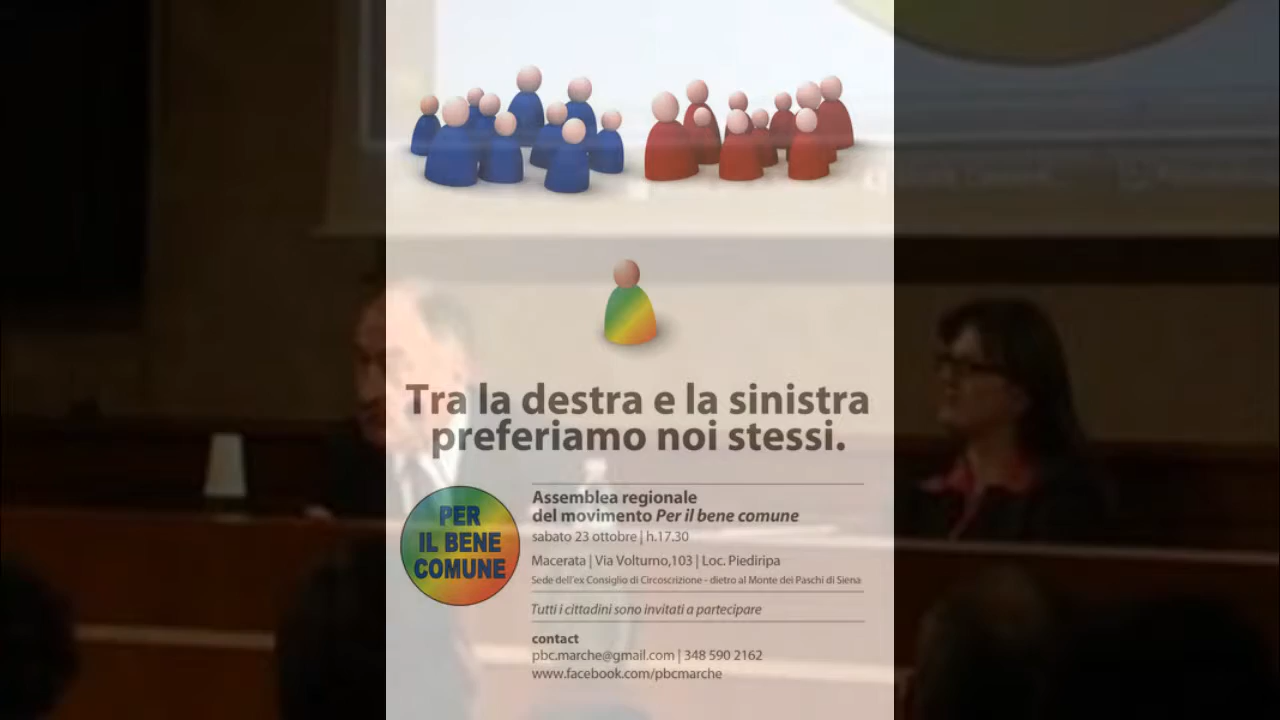 Tra la destra e la sinistra
preferiamo noi stessi.
PER
IL BENE
COMUNE
Assemblea regionale
del movimento Per il bene comune
sabato 23 ottobre | h.17.30
Macerata | Via Volturno,103 | Loc. Piediripa
Sede dell'ex Consiglio di Circoscrizione - dietro al Monte dei Paschi di Siena
Tutti i cittadini sono invitati a partecipare
contact
pbc.marche@gmail.com | 348 590 2162
www.facebook.com/pbcmarche